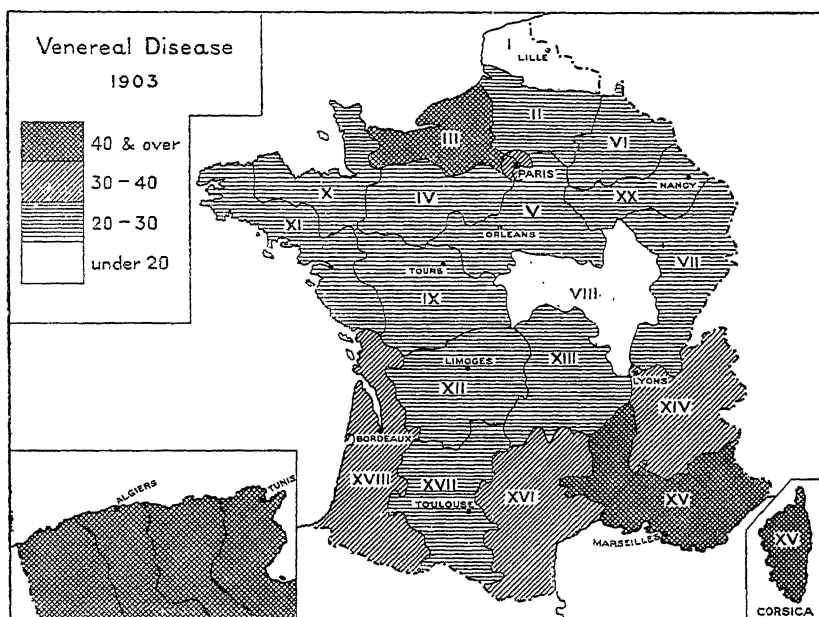 Venereal Disease
1903
40 & over
30 - 40
20 - 30
under 20
I
LILLE
II
III
VI
PARIS
NANCY
X
IV
XX
V
XI
ORLEANS
VII
TOURS
IX
VIII
XIII
LIMOGES
LYONS
XII
XIV
BORDEAUX
XVIII
XVII
XVI
XV
TOULOUSE
MARSEILLES
ALGIERS
TUNIS
XV
CORSICA